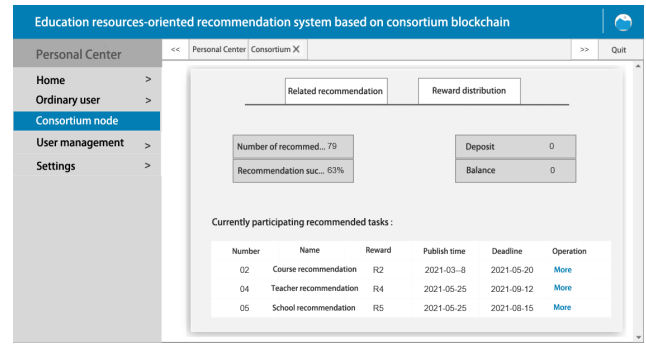 Education resources-oriented recommendation system based on consortium blockchain
Personal Center
<< Personal Center Consortium X >> Quit
Home >
Ordinary user >
Consortium node
User management >
Settings >
Related recommendation Reward distribution
Number of recommed... 79 Deposit 0
Recommendation suc... 63% Balance 0
Currently participating recommended tasks :
Number Name Reward Publish time Deadline Operation
02 Course recommendation R2 2021-03--8 2021-05-20 More
04 Teacher recommendation R4 2021-05-25 2021-09-12 More
05 School recommendation R5 2021-05-25 2021-08-15 More